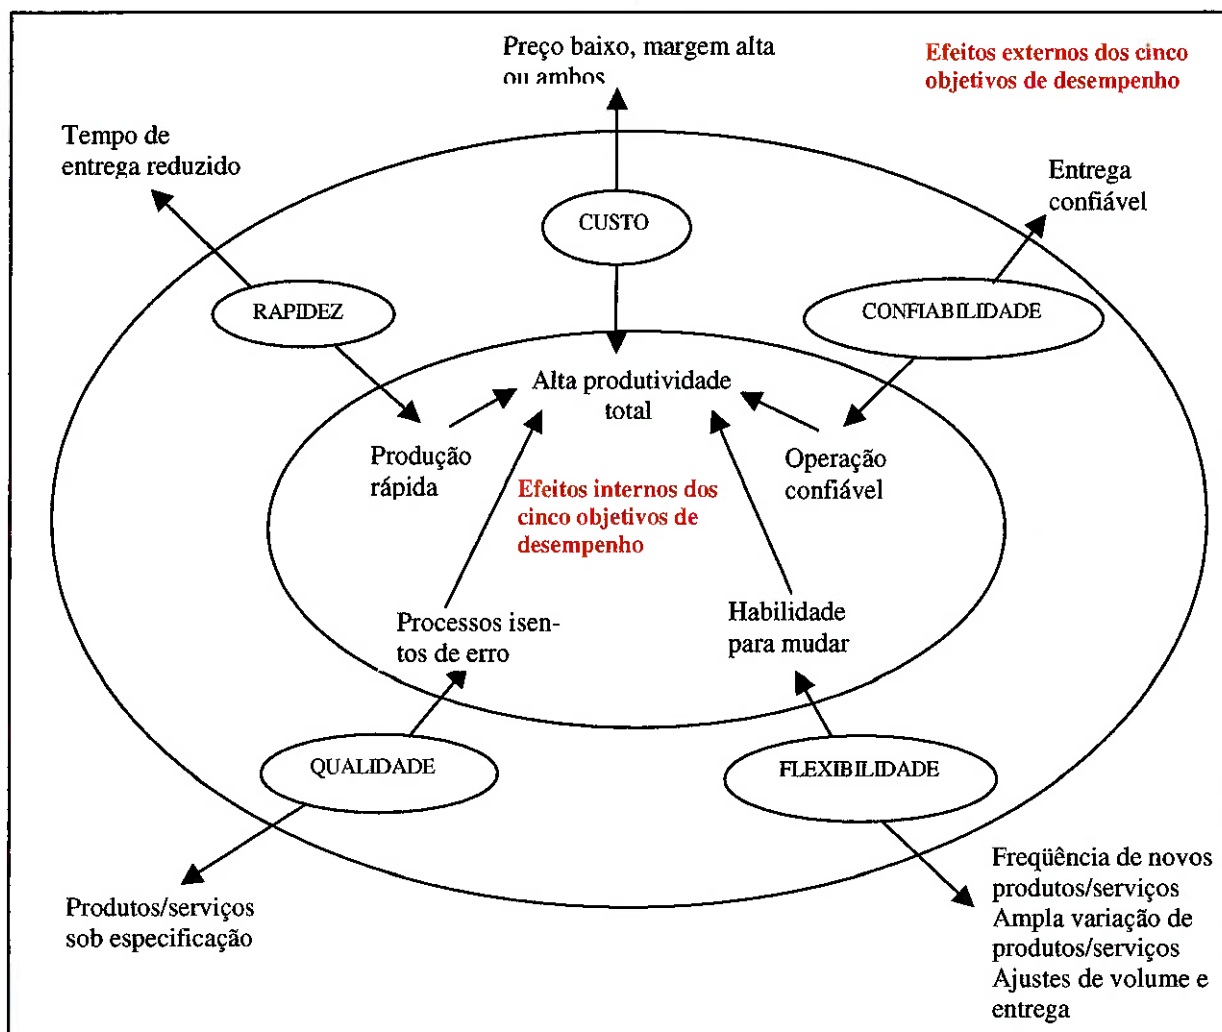 Preço baixo, margem alta
ou ambos
Efeitos externos dos cinco
objetivos de desempenho
Tempo de
entrega reduzido
Entrega
confiável
CUSTO
RAPIDEZ
CONFIABILIDADE
Alta produtividade
total
Produção
rápida
Operação
confiável
Efeitos internos dos
cinco objetivos de
desempenho
Processos isen-
tos de erro
Habilidade
para mudar
QUALIDADE
FLEXIBILIDADE
Produtos/serviços
sob especificação
Freqüência de novos
produtos/serviços
Ampla variação de
produtos/serviços
Ajustes de volume e
entrega